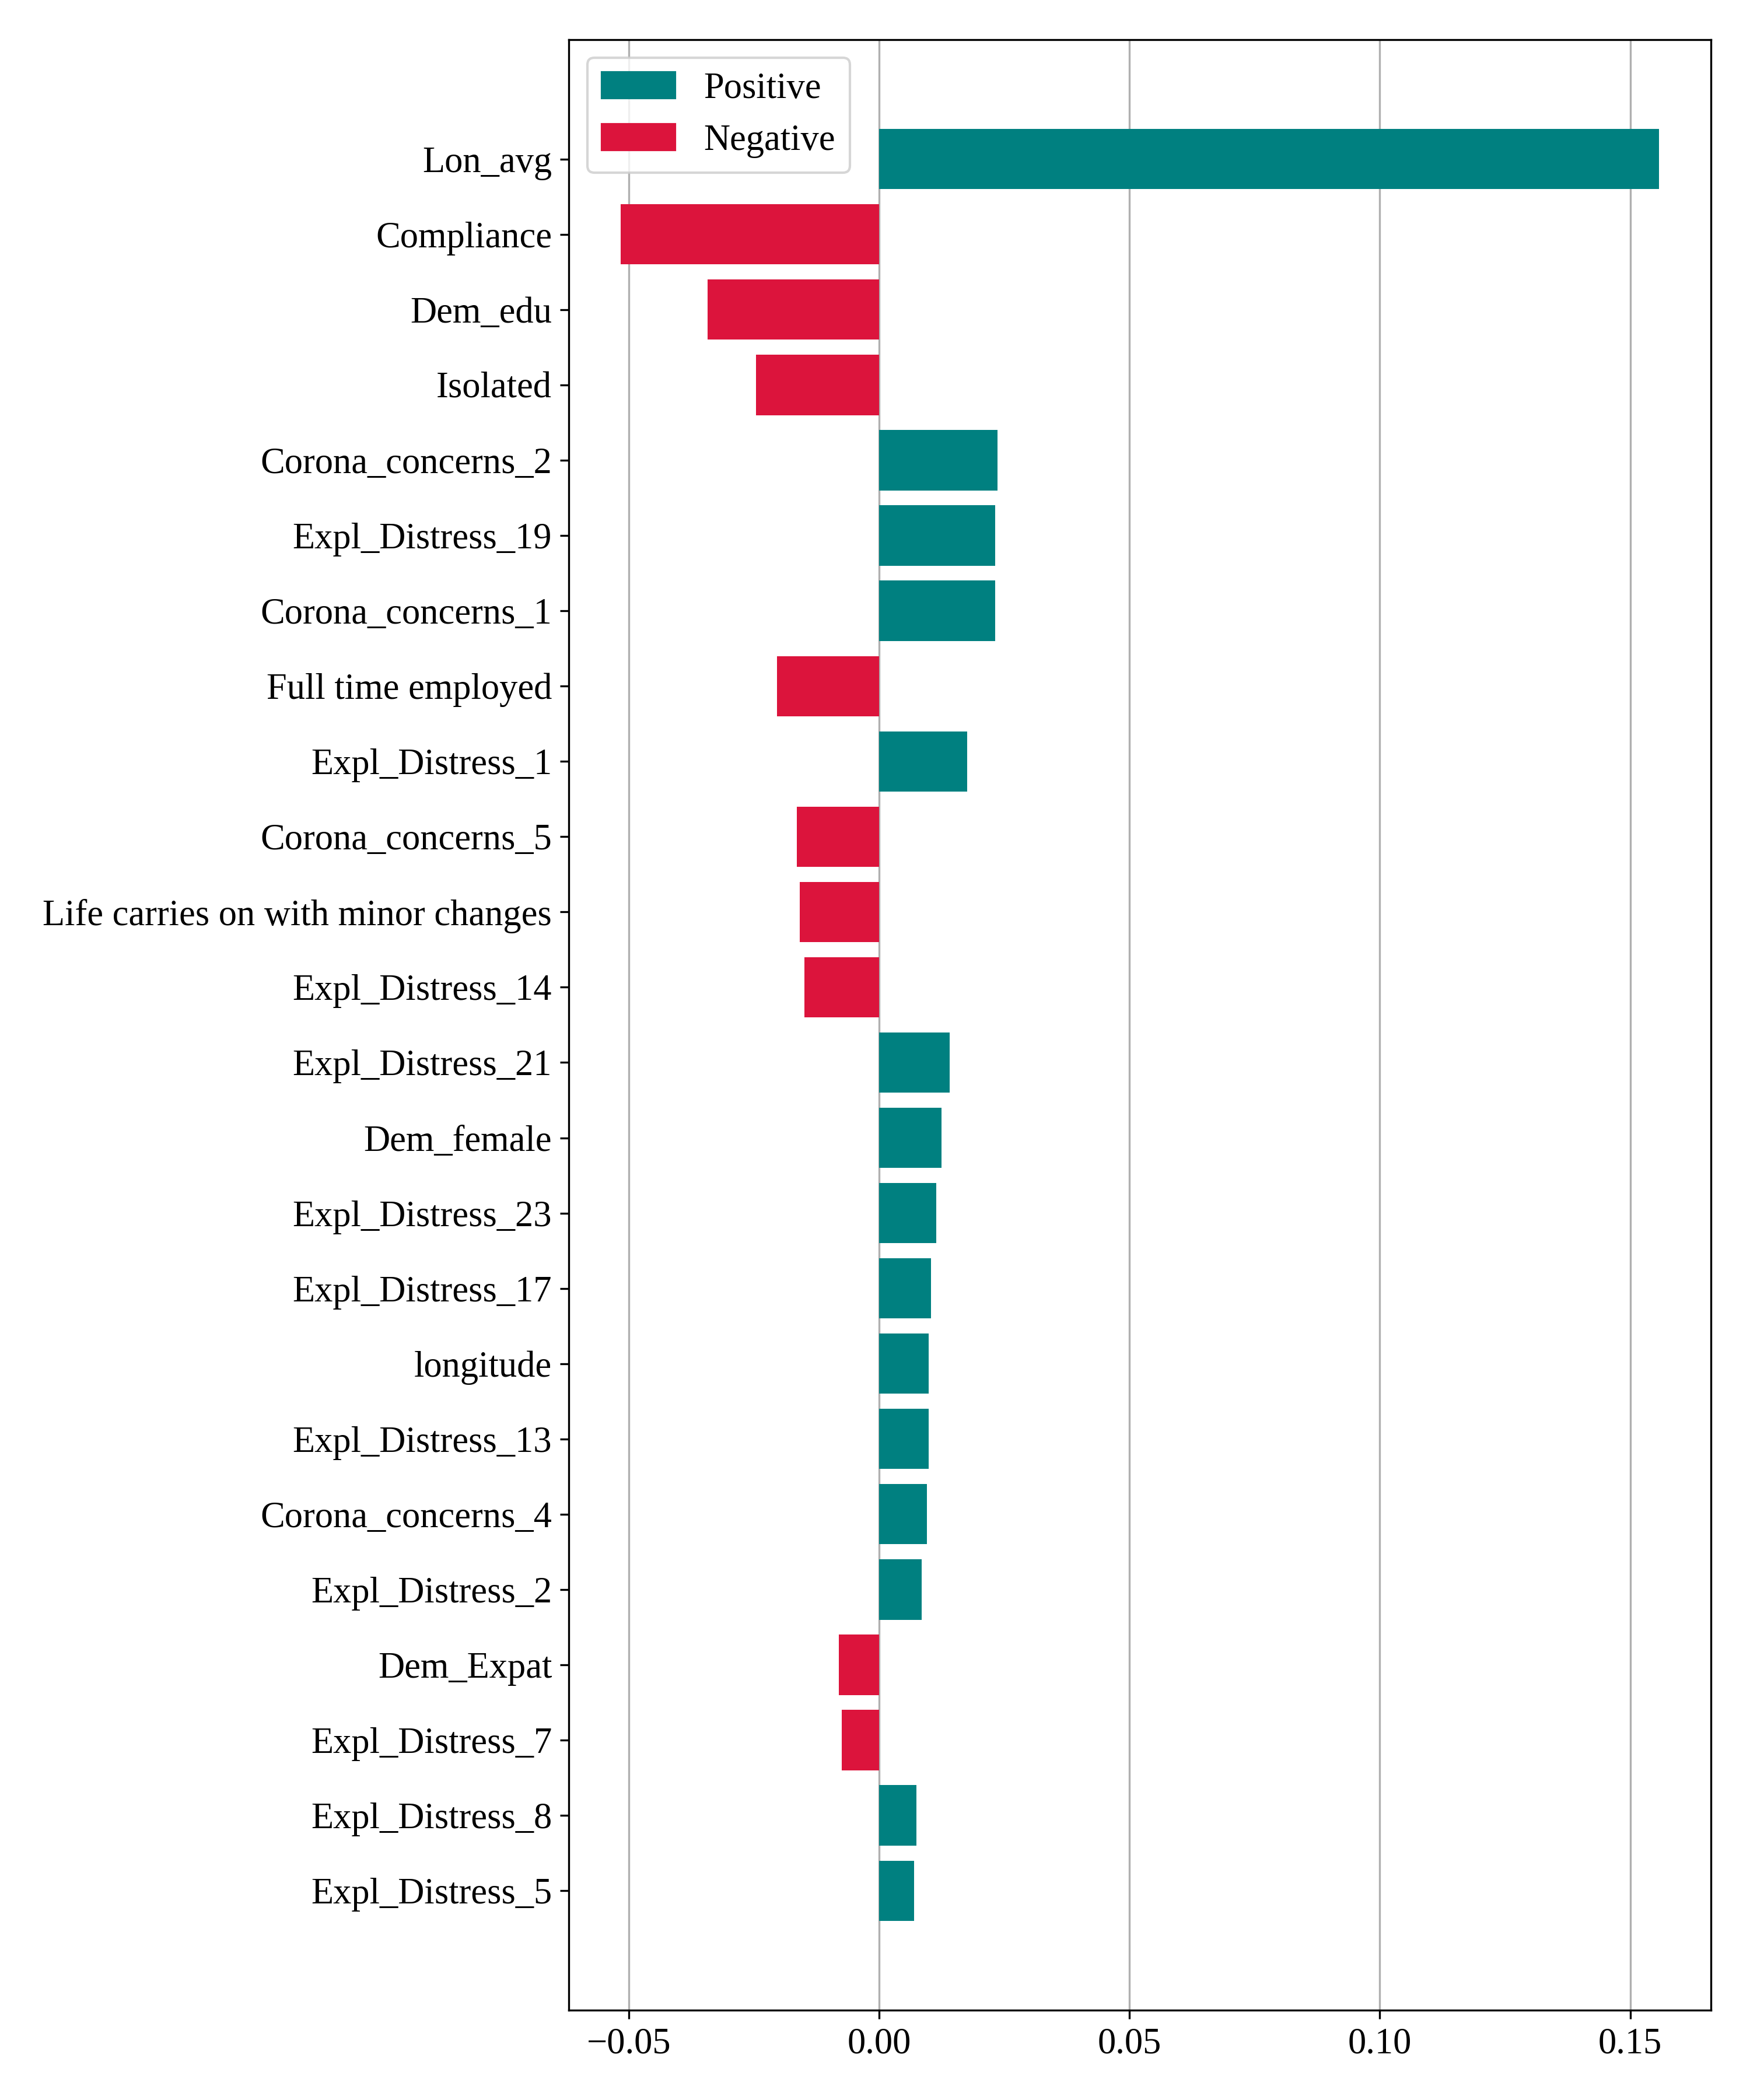 Positive
Negative
Lon_avg
Compliance
Dem_edu
Isolated
Corona_concerns_2
Expl_Distress_19
Corona_concerns_1
Full time employed
Expl_Distress_1
Corona_concerns_5
Life carries on with minor changes
Expl_Distress_14
Expl_Distress_21
Dem_female
Expl_Distress_23
Expl_Distress_17
longitude
Expl_Distress_13
Corona_concerns_4
Expl_Distress_2
Dem_Expat
Expl_Distress_7
Expl_Distress_8
Expl_Distress_5
−0.05 0.00 0.05 0.10 0.15